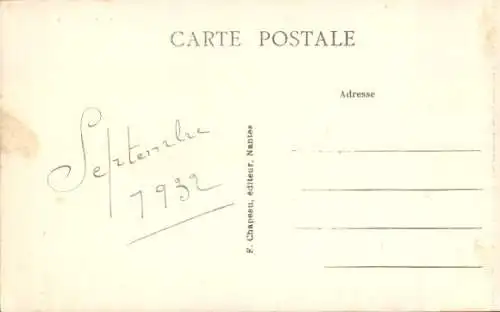 CARTE POSTALE
Adresse
Septembre
1932
F. Chapeau, éditeur, Nantes